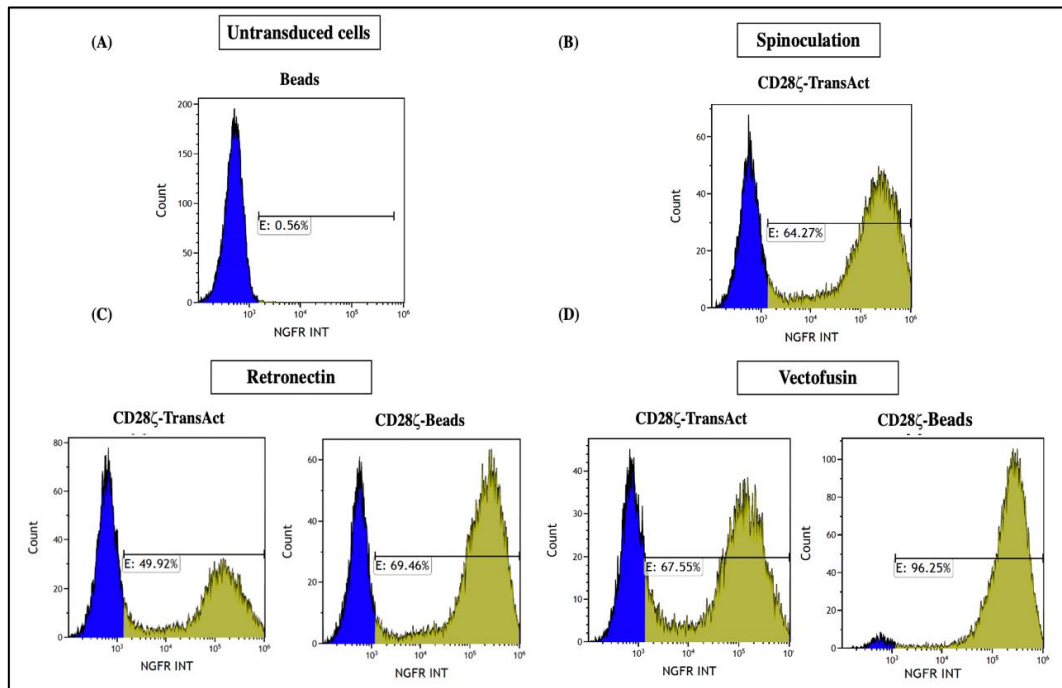 (A)
Untransduced cells
Beads
200
150
100
50
0
Count
E: 0.56%
10³ 10⁴ 10⁵ 10⁶
NGFR INT
(B)
Spinoculation
CD28ζ-TransAct
60
40
20
0
Count
E: 64.27%
10³ 10⁴ 10⁵ 10⁶
NGFR INT
(C)
Retronectin
CD28ζ-TransAct
80
60
40
20
0
Count
E: 49.92%
10³ 10⁴ 10⁵ 10⁶
NGFR INT
CD28ζ-Beads
60
40
20
0
Count
E: 69.46%
10³ 10⁴ 10⁵ 10⁶
NGFR INT
(D)
Vectofusin
CD28ζ-TransAct
40
30
20
10
0
Count
E: 67.55%
10³ 10⁴ 10⁵ 10
NGFR INT
CD28ζ-Beads
100
80
60
40
20
0
Count
E: 96.25%
10³ 10⁴ 10⁵ 10⁶
NGFR INT